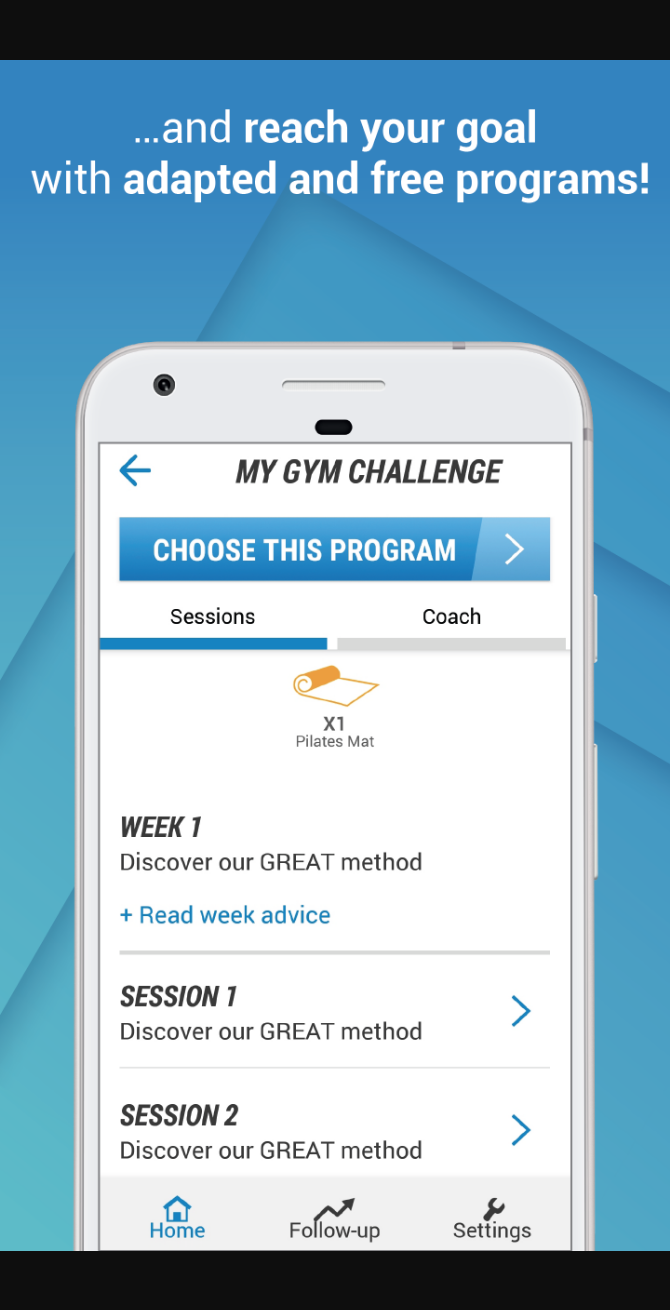 ...and reach your goal
with adapted and free programs!
MY GYM CHALLENGE
CHOOSE THIS PROGRAM
Sessions
Coach
X1
Pilates Mat
WEEK 1
Discover our GREAT method
+ Read week advice
SESSION 1
Discover our GREAT method
SESSION 2
Discover our GREAT method
Home
Follow-up
Settings